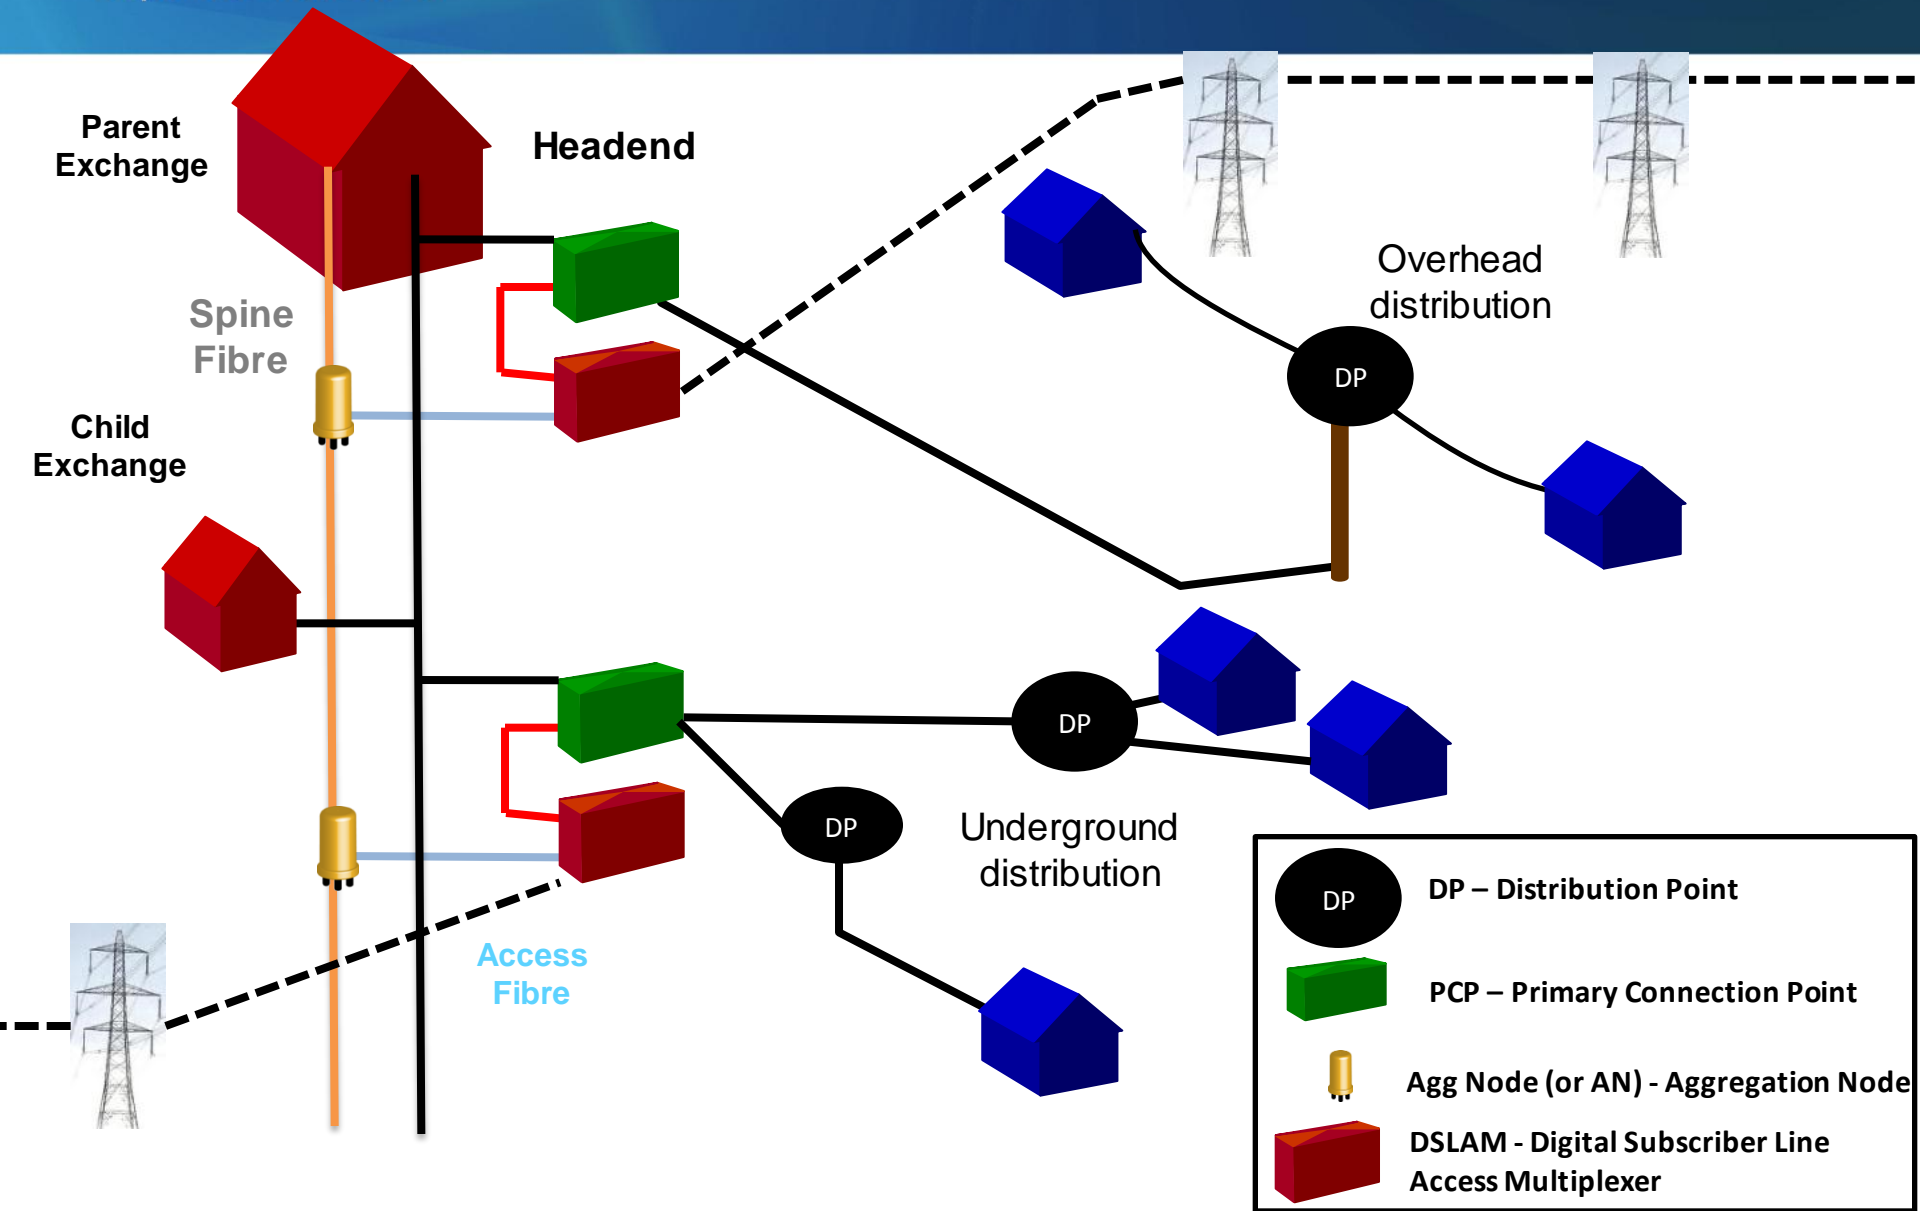 Parent
Exchange
Headend
Spine
Fibre
Child
Exchange
Overhead
distribution
DP
DP
DP
Underground
distribution
Access
Fibre
DP
DP – Distribution Point
PCP – Primary Connection Point
Agg Node (or AN) - Aggregation Node
DSLAM - Digital Subscriber Line
Access Multiplexer